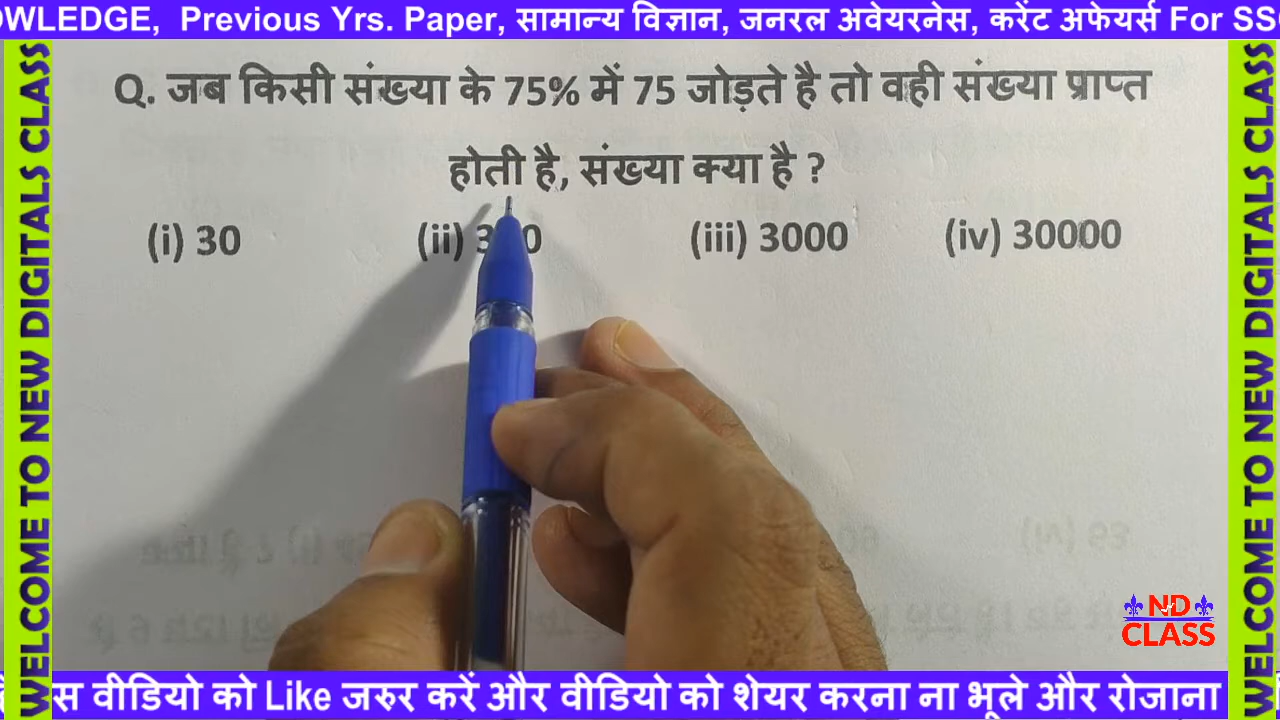 OWLEDGE, Previous Yrs. Paper, सामान्य विज्ञान, जनरल अवेयरनेस, करेंट अफेयर्स For SS
WELCOME TO NEW DIGITALS CLASS
Q. जब किसी संख्या के 75% में 75 जोड़ते है तो वही संख्या प्राप्त
होती है, संख्या क्या है ?
(i) 30 (ii) (iii) 3000 (iv) 30000
ND
CLASS
WELCOME TO NEW DIGITALS CLASS
स वीडियो को Like जरुर करें और वीडियो को शेयर करना ना भूले और रोजाना